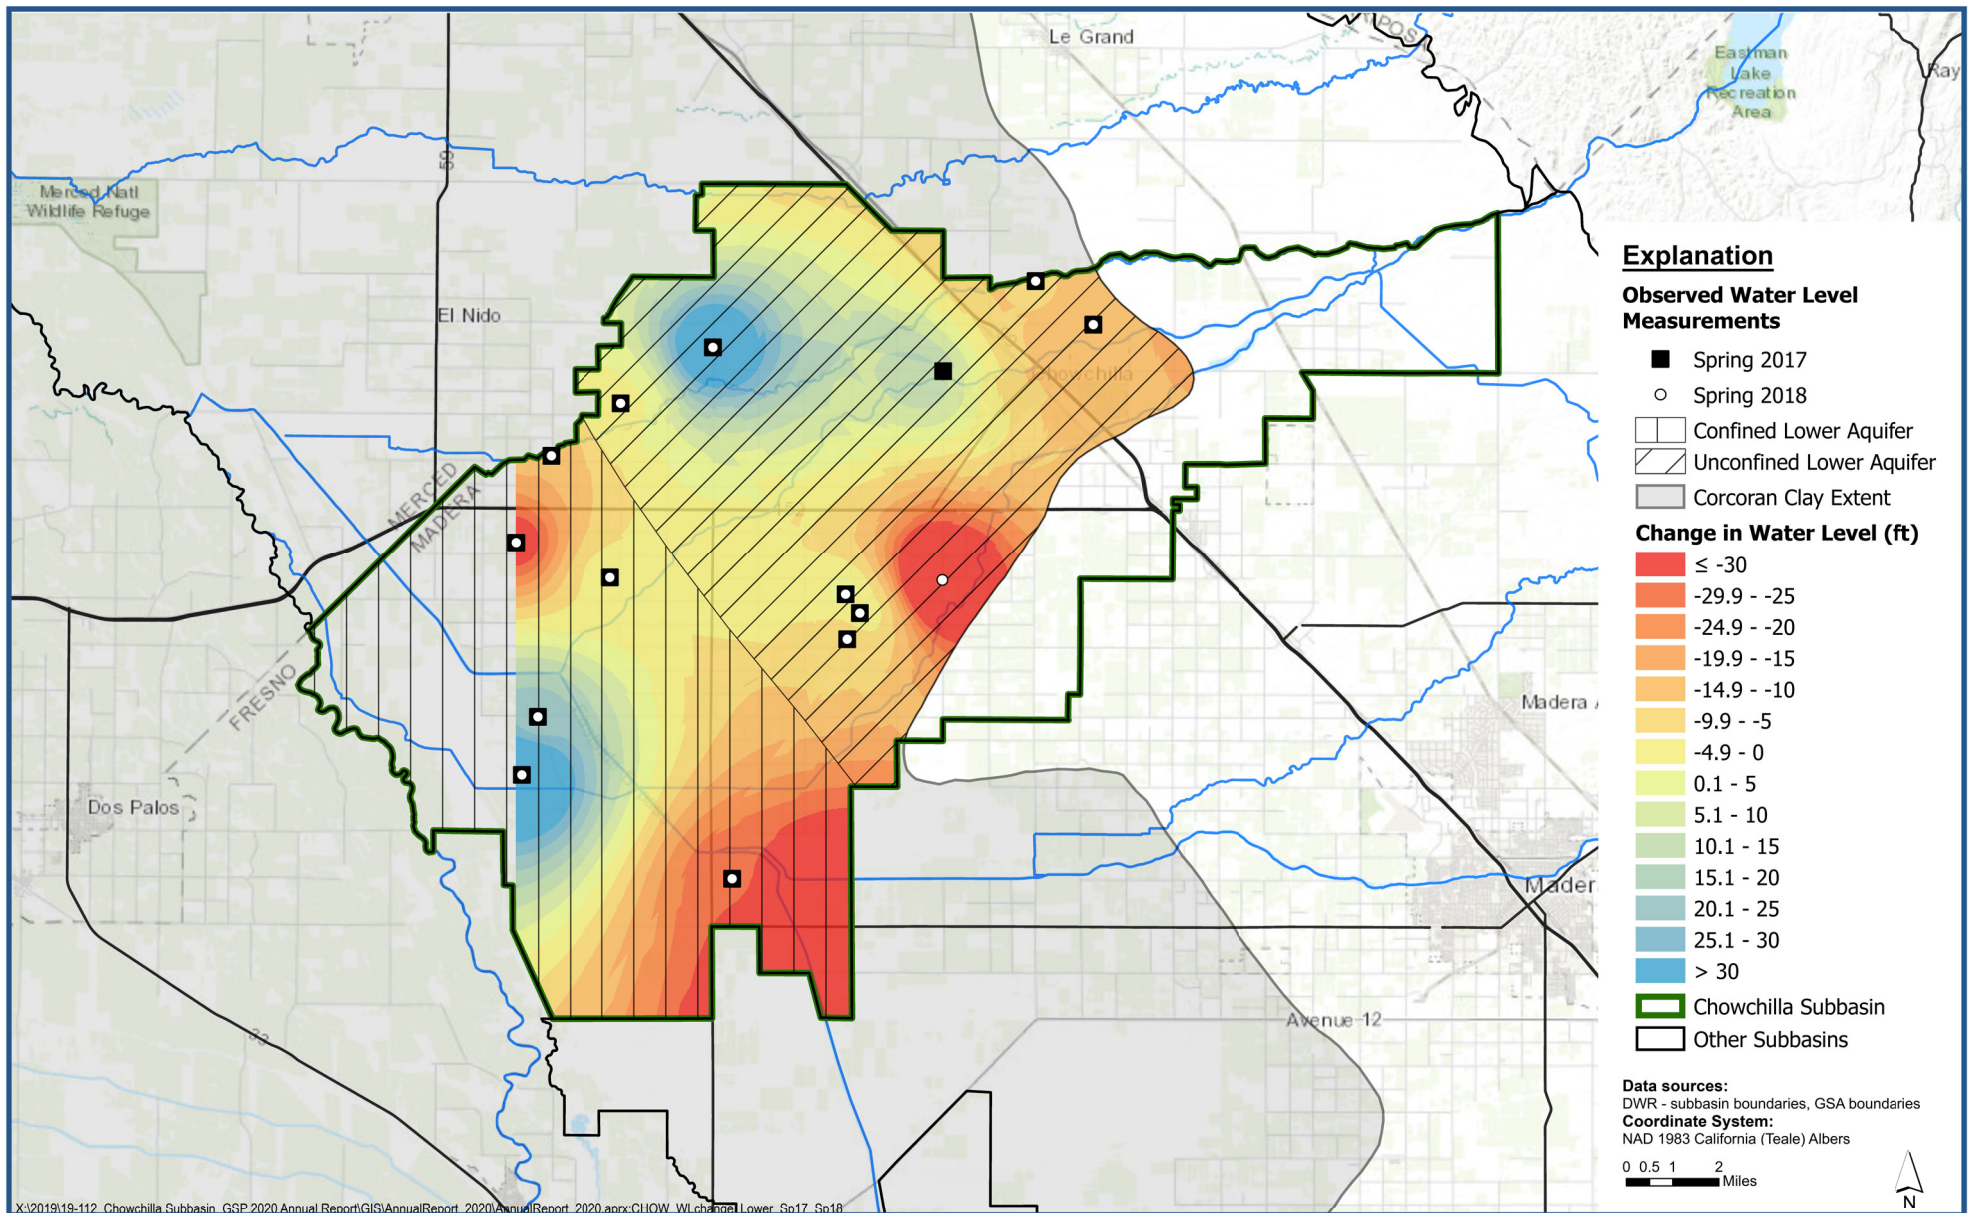 Le Grand
MARIPOSA
Eastman
Lake
Recreation
Area
Ray
59
Merced Natl
Wildlife Refuge
El Nido
Chowchilla
MERCED
MADERA
152
FRESNO
Dos Palos
Madera A
Mader
Avenue 12
33
Explanation
Observed Water Level
Measurements
Spring 2017
Spring 2018
Confined Lower Aquifer
Unconfined Lower Aquifer
Corcoran Clay Extent
Change in Water Level (ft)
≤ -30
-29.9 - -25
-24.9 - -20
-19.9 - -15
-14.9 - -10
-9.9 - -5
-4.9 - 0
0.1 - 5
5.1 - 10
10.1 - 15
15.1 - 20
20.1 - 25
25.1 - 30
> 30
Chowchilla Subbasin
Other Subbasins
Data sources:
DWR - subbasin boundaries, GSA boundaries
Coordinate System:
NAD 1983 California (Teale) Albers
0 0.5 1 2
Miles
N
X:\2019\19-112_Chowchilla Subbasin_GSP 2020 Annual Report\GIS\AnnualReport_2020\AnnualReport_2020.aprx:CHOW_WLchange_Lower_Sp17_Sp18